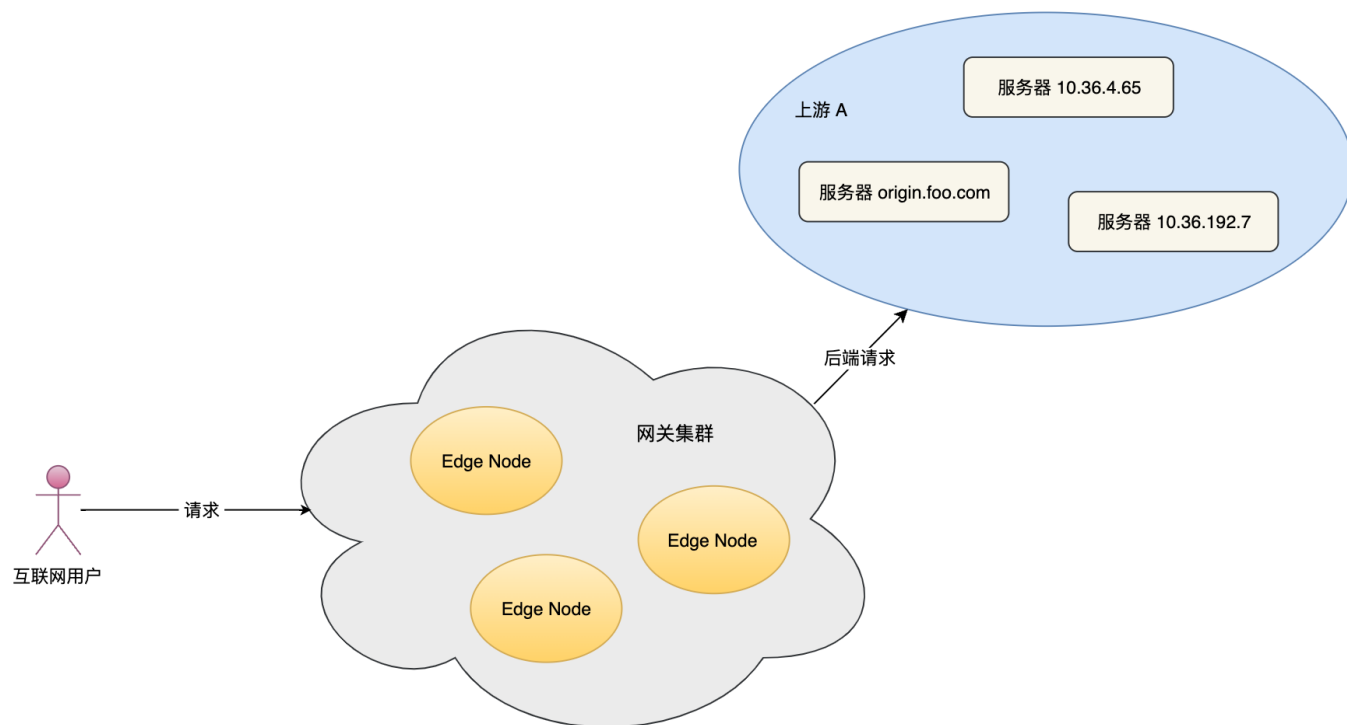 服务器 10.36.4.65
上游 A
服务器 origin.foo.com
服务器 10.36.192.7
后端请求
网关集群
Edge Node
请求
Edge Node
互联网用户
Edge Node